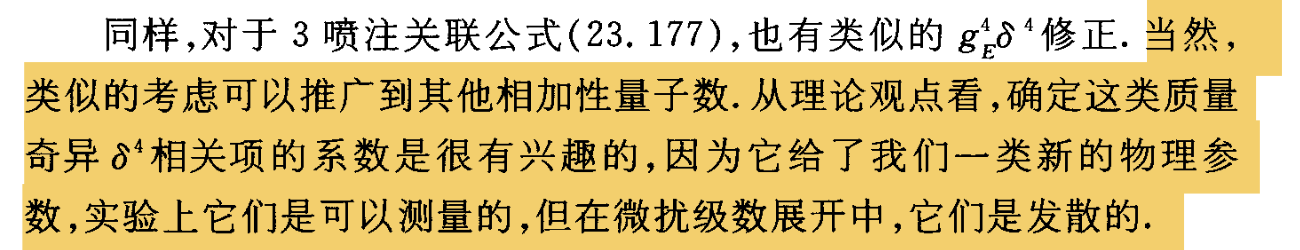 同样,对于 3 喷注关联公式(23.177),也有类似的 $g_E^4\delta^4$ 修正. 当然,
类似的考虑可以推广到其他相加性量子数. 从理论观点看,确定这类质量
奇异 $\delta^4$ 相关项的系数是很有兴趣的,因为它给了我们一类新的物理参
数,实验上它们是可以测量的,但在微扰级数展开中,它们是发散的.